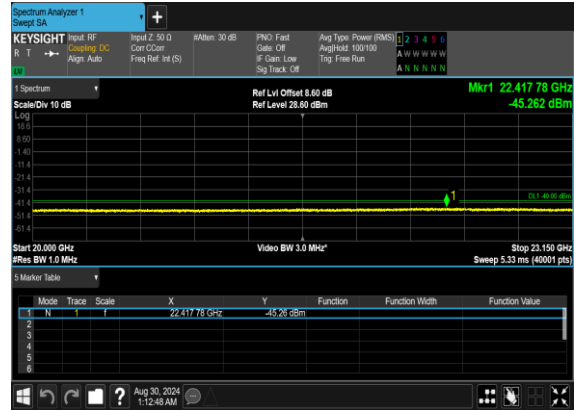 Spectrum Analyzer 1
Swept SA
KEYSIGHT Input: RF Input Z: 50 Ω #Atten: 30 dB PNO: Fast Avg Type: Power (RMS) 1 2 3 4 5 6
R T Coupling: DC Corr CCorr Gate: Off Avg|Hold: 100/100 A W W W W W
Align: Auto Freq Ref: Int (S) IF Gain: Low Trig: Free Run
LXI Sig Track: Off A N N N N N
1 Spectrum Ref Lvl Offset 8.60 dB Mkr1 22.417 78 GHz
Scale/Div 10 dB Ref Level 28.60 dBm -45.262 dBm
Log
18.6
8.60
-1.40
-11.4
-21.4
-31.4
1 DL1 -40.00 dBm
-41.4
-51.4
-61.4
Start 20.000 GHz Video BW 3.0 MHz* Stop 23.150 GHz
#Res BW 1.0 MHz Sweep 5.33 ms (40001 pts)
5 Marker Table
Mode Trace Scale X Y Function Function Width Function Value
1 N 1 f 22.417 78 GHz -45.26 dBm
2
3
4
5
6
? Aug 30, 2024
1:12:48 AM